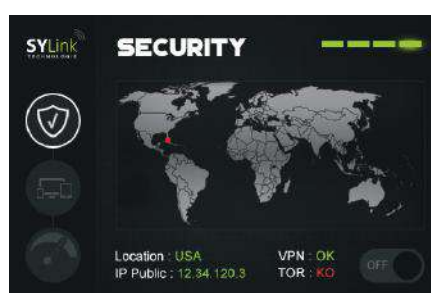 SYLink
TECHNOLOGIE
SECURITY
Location : USA
VPN : OK
IP Public : 12.34.120.3
TOR : KO
OFF